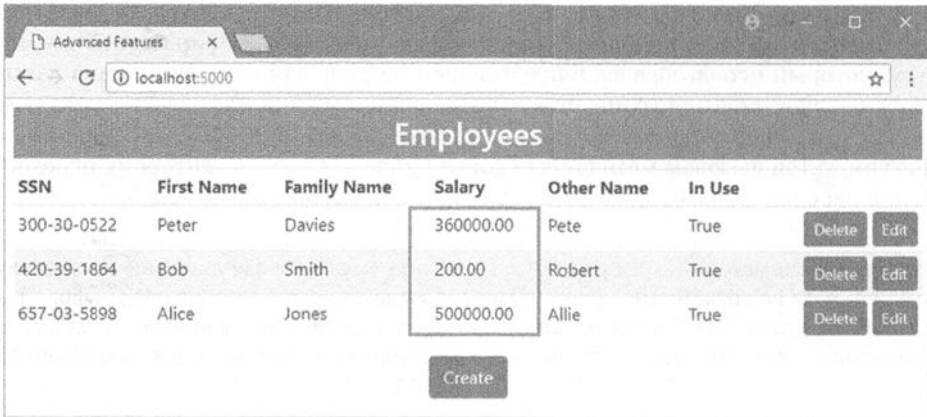 Advanced Features
localhost:5000
Employees
SSN First Name Family Name Salary Other Name In Use
300-30-0522 Peter Davies 360000.00 Pete True Delete Edit
420-39-1864 Bob Smith 200.00 Robert True Delete Edit
657-03-5898 Alice Jones 500000.00 Allie True Delete Edit
Create